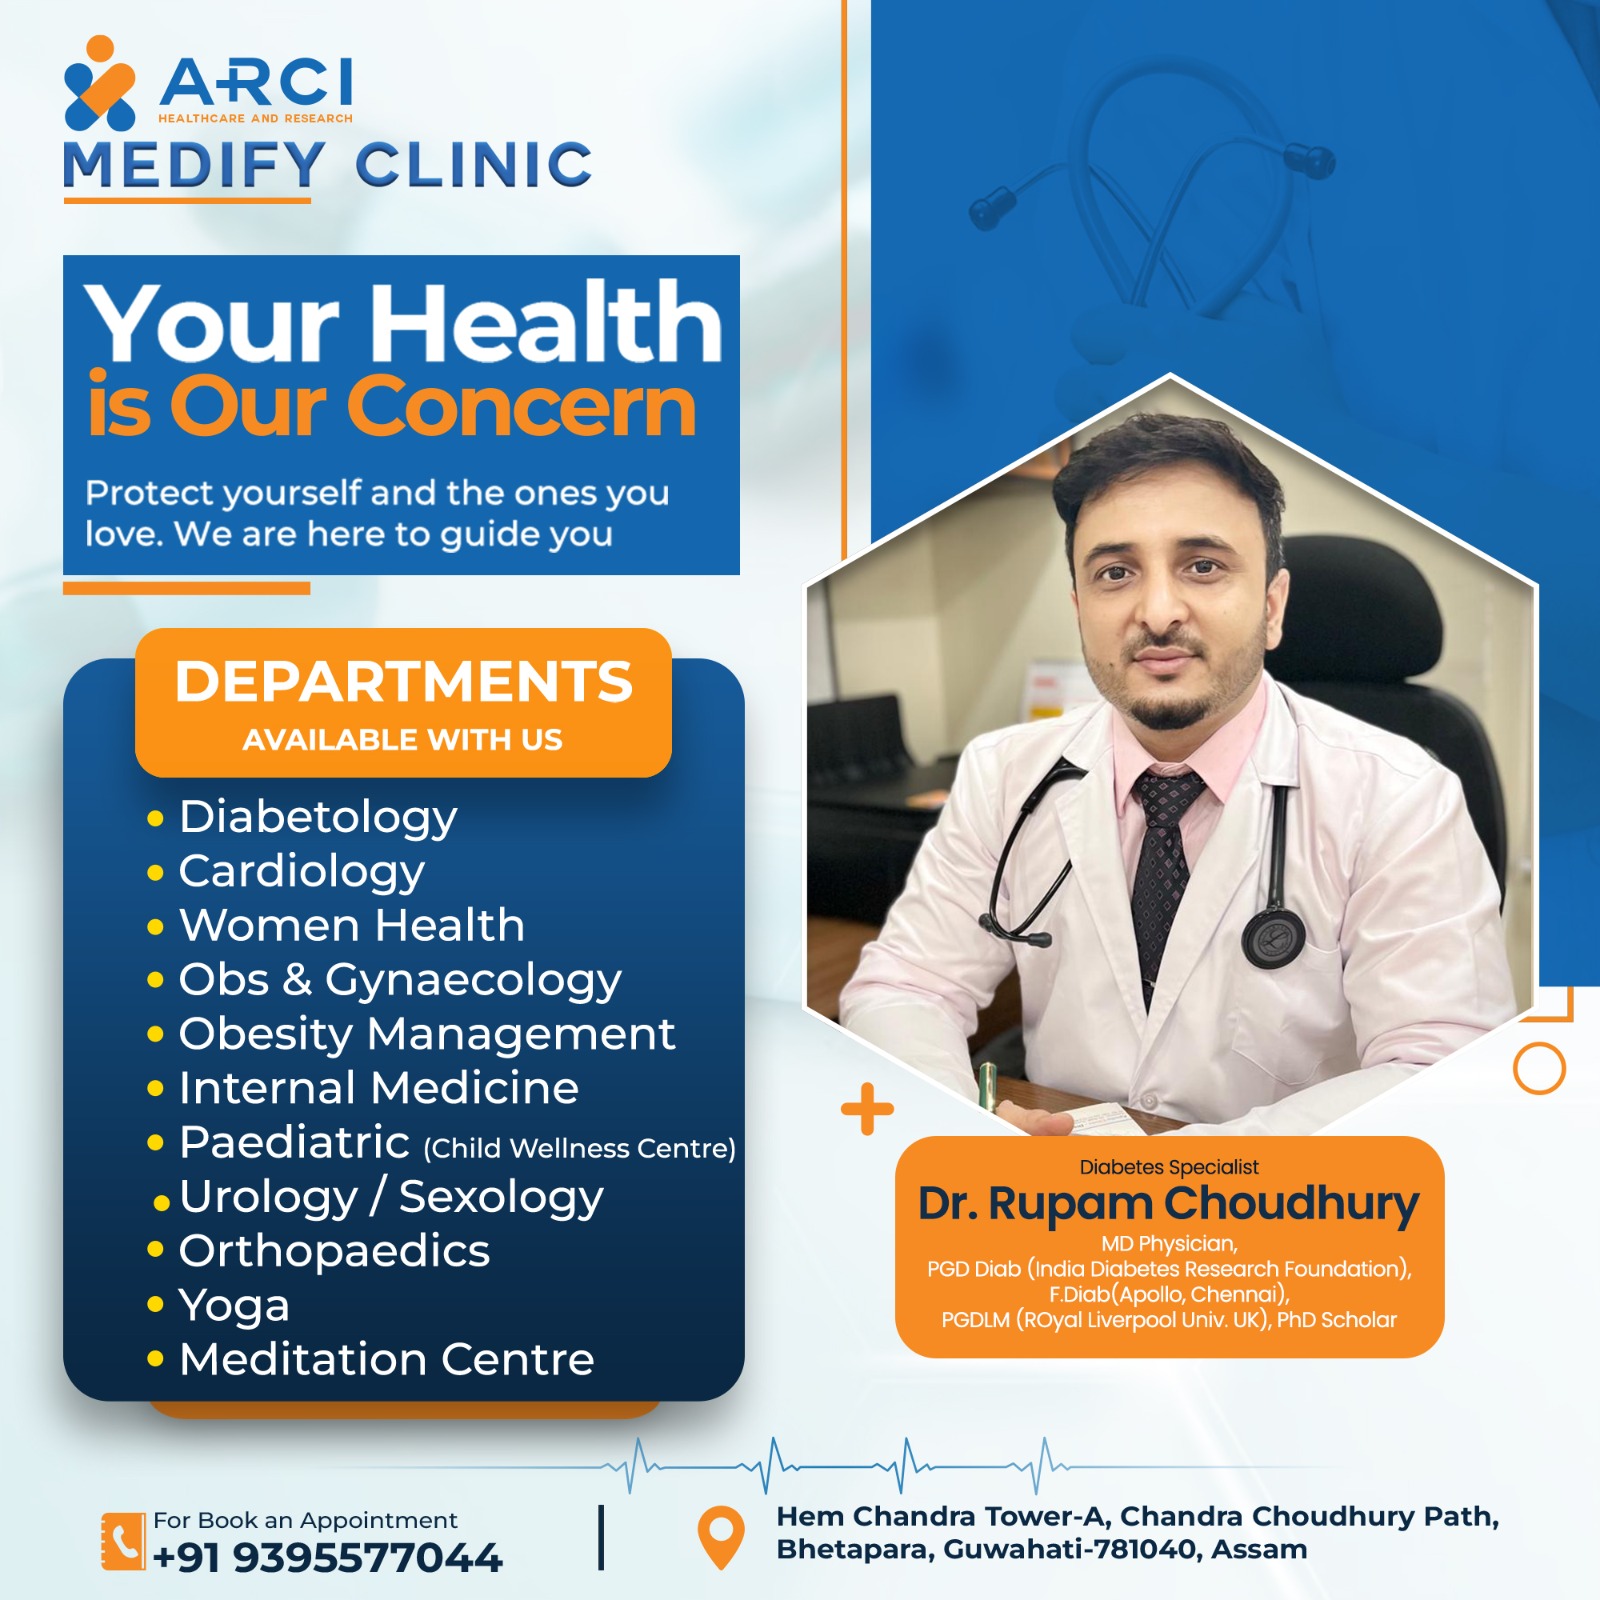 ARCI
HEALTHCARE AND RESEARCH
MEDIFY CLINIC
Your Health
is Our Concern
Protect yourself and the ones you
love. We are here to guide you
DEPARTMENTS
AVAILABLE WITH US
• Diabetology
• Cardiology
• Women Health
• Obs & Gynaecology
• Obesity Management
• Internal Medicine
• Paediatric (Child Wellness Centre)
• Urology / Sexology
• Orthopaedics
• Yoga
• Meditation Centre
Diabetes Specialist
Dr. Rupam Choudhury
MD Physician,
PGD Diab (India Diabetes Research Foundation),
F.Diab(Apollo, Chennai),
PGDLM (ROyal Liverpool Univ. UK), PhD Scholar
For Book an Appointment
+91 9395577044
Hem Chandra Tower-A, Chandra Choudhury Path,
Bhetapara, Guwahati-781040, Assam